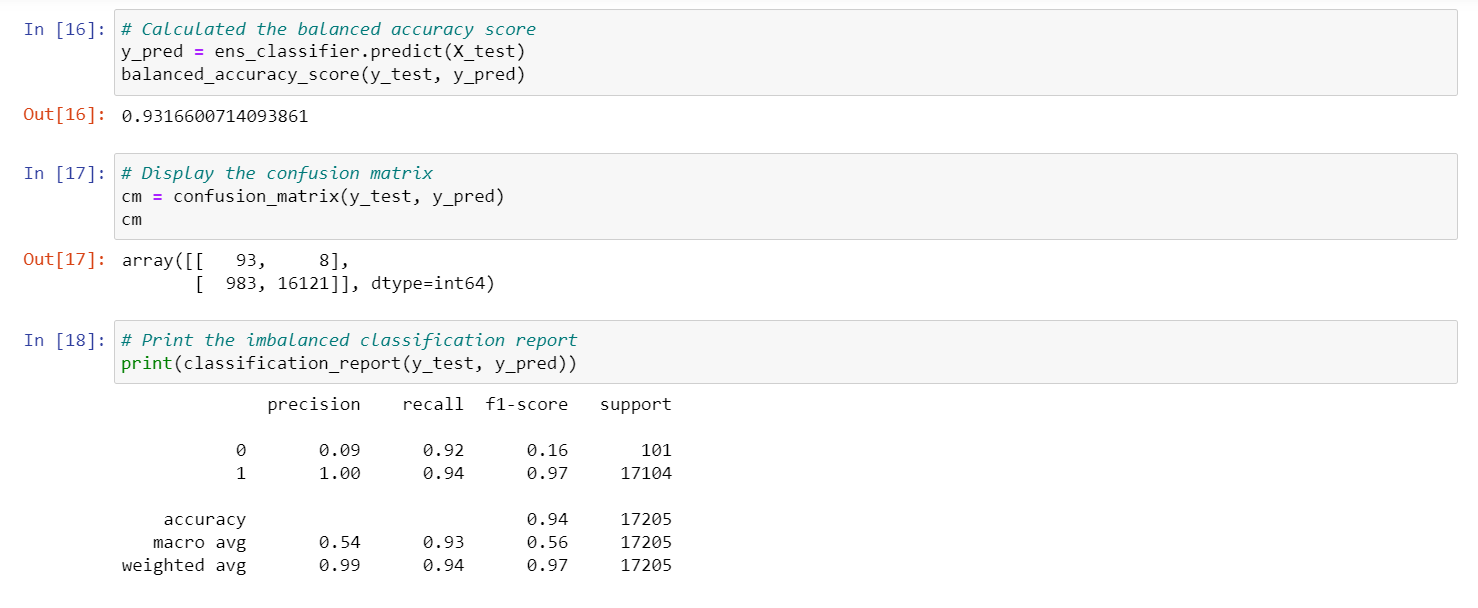 In [16]: # Calculated the balanced accuracy score
y_pred = ens_classifier.predict(X_test)
balanced_accuracy_score(y_test, y_pred)
Out[16]: 0.9316600714093861
In [17]: # Display the confusion matrix
cm = confusion_matrix(y_test, y_pred)
cm
Out[17]: array([[   93,     8],
       [  983, 16121]], dtype=int64)
In [18]: # Print the imbalanced classification report
print(classification_report(y_test, y_pred))
              precision    recall  f1-score   support
           0       0.09      0.92      0.16       101
           1       1.00      0.94      0.97     17104
    accuracy                           0.94     17205
   macro avg       0.54      0.93      0.56     17205
weighted avg       0.99      0.94      0.97     17205